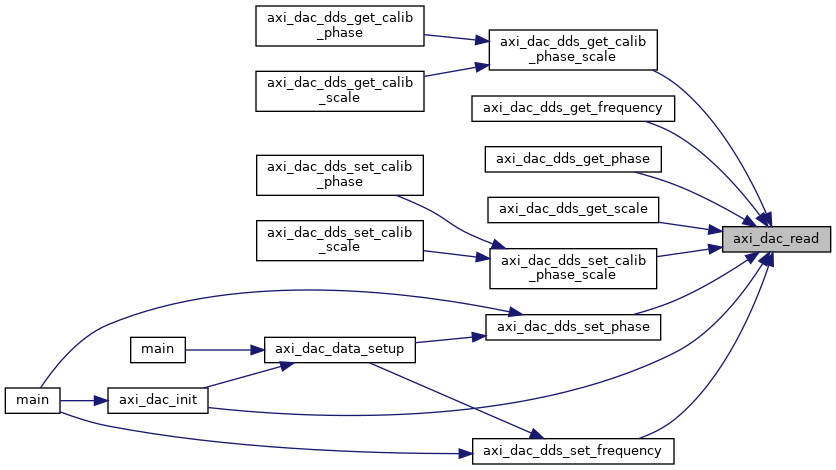 axi_dac_dds_get_calib
_phase
axi_dac_dds_get_calib
_phase_scale
axi_dac_dds_get_calib
_scale
axi_dac_dds_get_frequency
axi_dac_dds_get_phase
axi_dac_dds_set_calib
_phase
axi_dac_dds_get_scale
axi_dac_dds_set_calib
_scale
axi_dac_read
axi_dac_dds_set_calib
_phase_scale
axi_dac_dds_set_phase
main
axi_dac_data_setup
main
axi_dac_init
axi_dac_dds_set_frequency